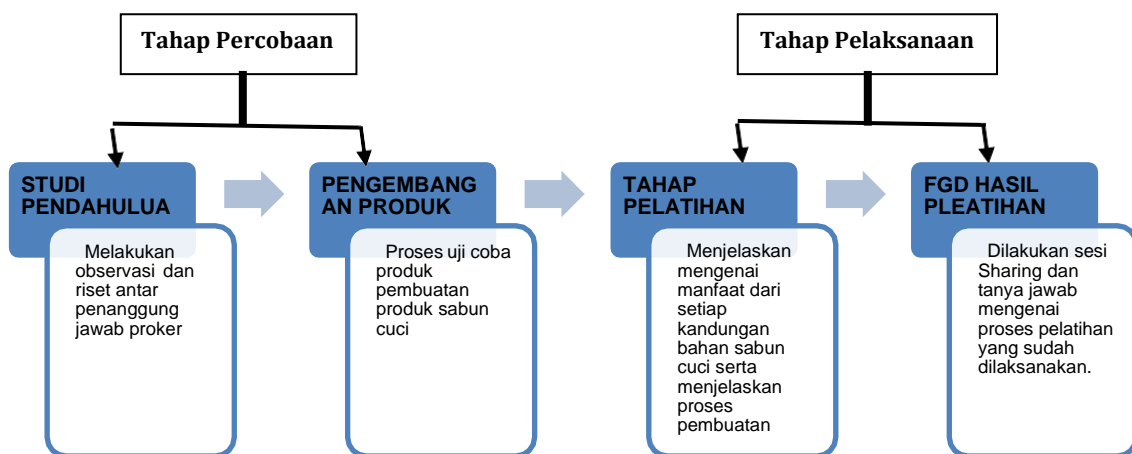 Tahap Percobaan
Tahap Pelaksanaan
STUDI
PENDAHULUA
Melakukan
observasi dan
riset antar
penanggung
jawab proker
PENGEMBANG
AN PRODUK
Proses uji coba
produk
pembuatan
produk sabun
cuci
TAHAP
PELATIHAN
Menjelaskan
mengenai
manfaat dari
setiap
kandungan
bahan sabun
cuci serta
menjelaskan
proses
pembuatan
FGD HASIL
PLEATIHAN
Dilakukan sesi
Sharing dan
tanya jawab
mengenai
proses pelatihan
yang sudah
dilaksanakan.